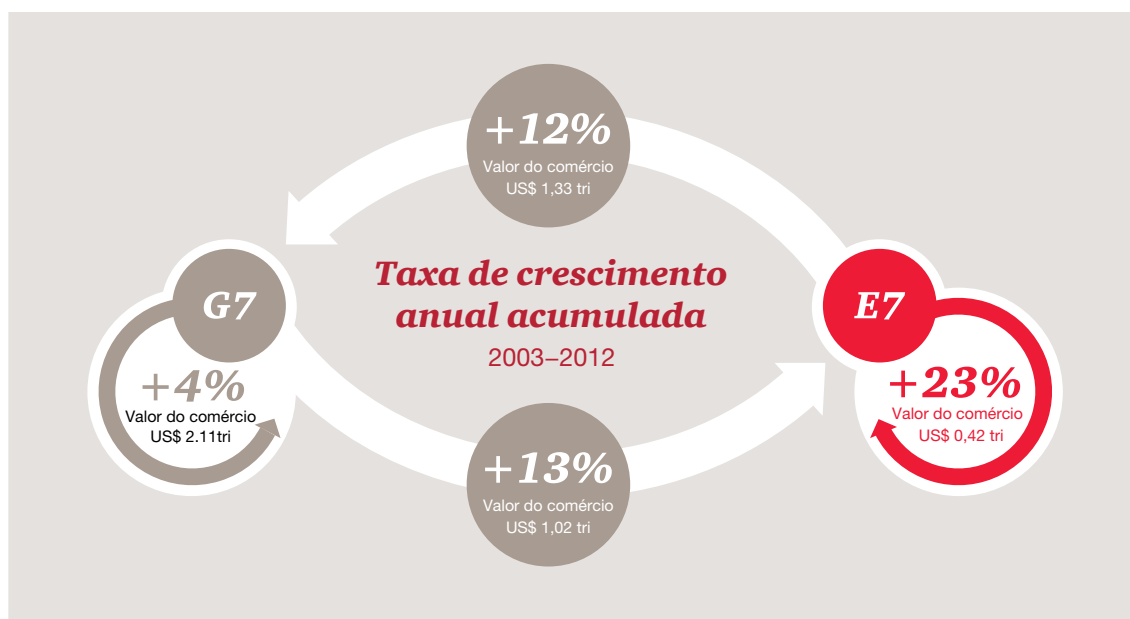 +12%
Valor do comércio
US$ 1,33 tri
Taxa de crescimento
anual acumulada
2003–2012
G7
+4%
Valor do comércio
US$ 2.11tri
E7
+23%
Valor do comércio
US$ 0,42 tri
+13%
Valor do comércio
US$ 1,02 tri